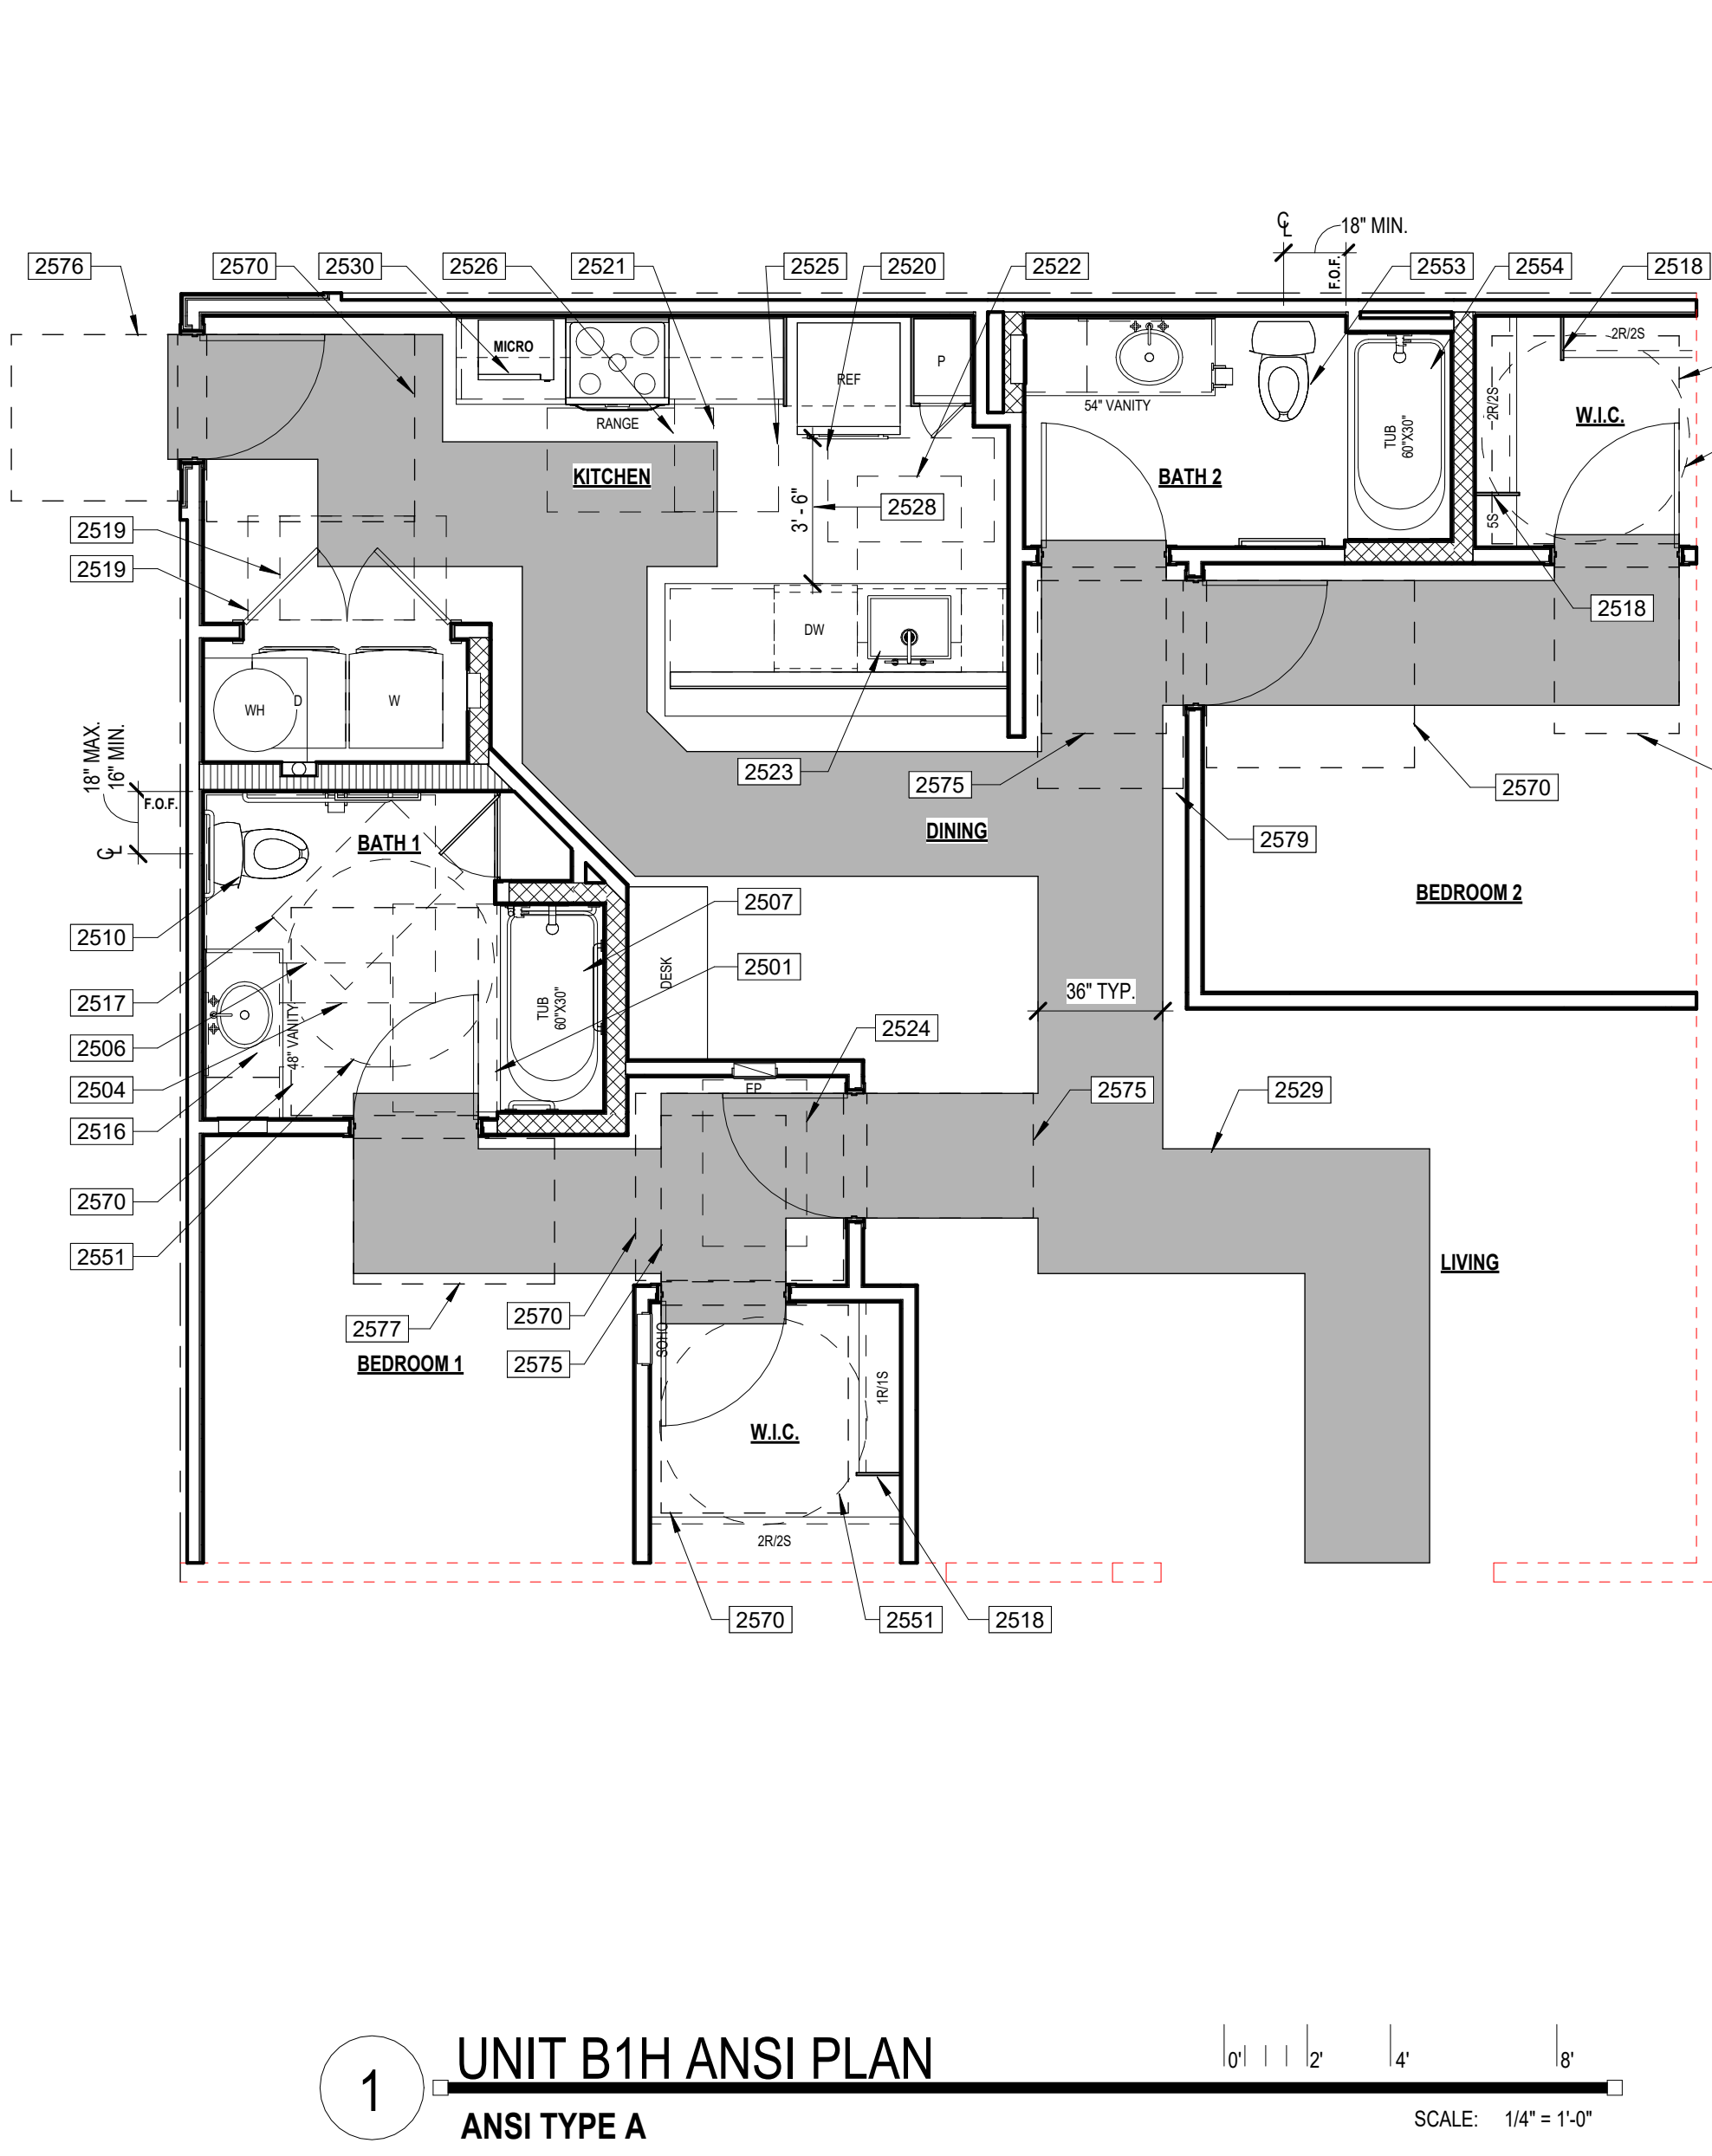 ℄
18" MIN.
F.O.F.
2576
2570
2530
2526
2521
2525
2520
2522
2553
2554
2518
MICRO
REF
P
RANGE
54" VANITY
TUB
60"X30"
2R/2S
2R/2S
W.I.C.
KITCHEN
BATH 2
3' - 6"
2528
5S
2519
2519
2518
DW
WH
D
W
18" MAX.
16" MIN.
F.O.F.
℄
2523
2575
2570
BATH 1
DINING
2579
BEDROOM 2
2507
2510
2501
DESK
2517
TUB
60"X30"
36" TYP.
48" VANITY
2506
2524
2504
EP
2575
2529
2516
2570
2551
LIVING
2570
2577
SOHO
BEDROOM 1
2575
1R/1S
W.I.C.
2R/2S
2570
2551
2518
1
UNIT B1H ANSI PLAN
0'
2'
4'
8'
ANSI TYPE A
SCALE: 1/4" = 1'-0"